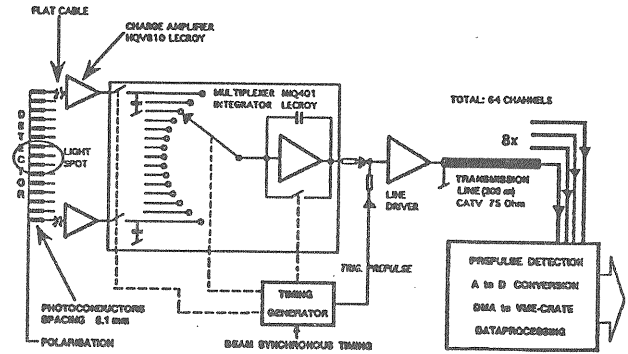 FLAT CABLE
CHARGE AMPLIFIER
HQV810 LECROY
DETECTOR
LIGHT
SPOT
MULTIPLEXER MIQ401
INTEGRATOR LECROY
TOTAL: 64 CHANNELS
8x
LINE
DRIVER
TRANSMISSION
LINE (200 m)
CATV 75 Ohm
TRIG. PREPULSE
TIMING
GENERATOR
BEAM SYNCHRONOUS TIMING
PHOTOCONDUCTORS
SPACING 8.1 mm
POLARISATION
PREPULSE DETECTION
A to D CONVERSION
DMA to VME-CRATE
DATAPROCESSING